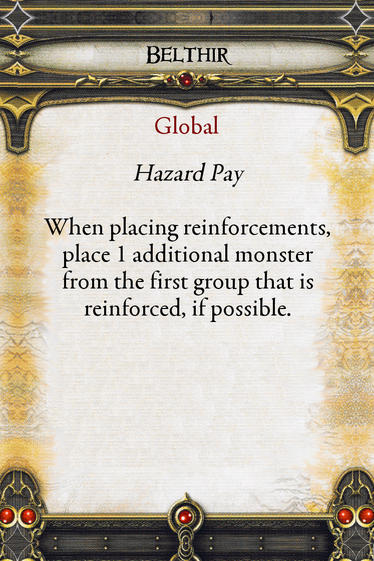 BELTHIR
Global
Hazard Pay
When placing reinforcements,
place 1 additional monster
from the first group that is
reinforced, if possible.